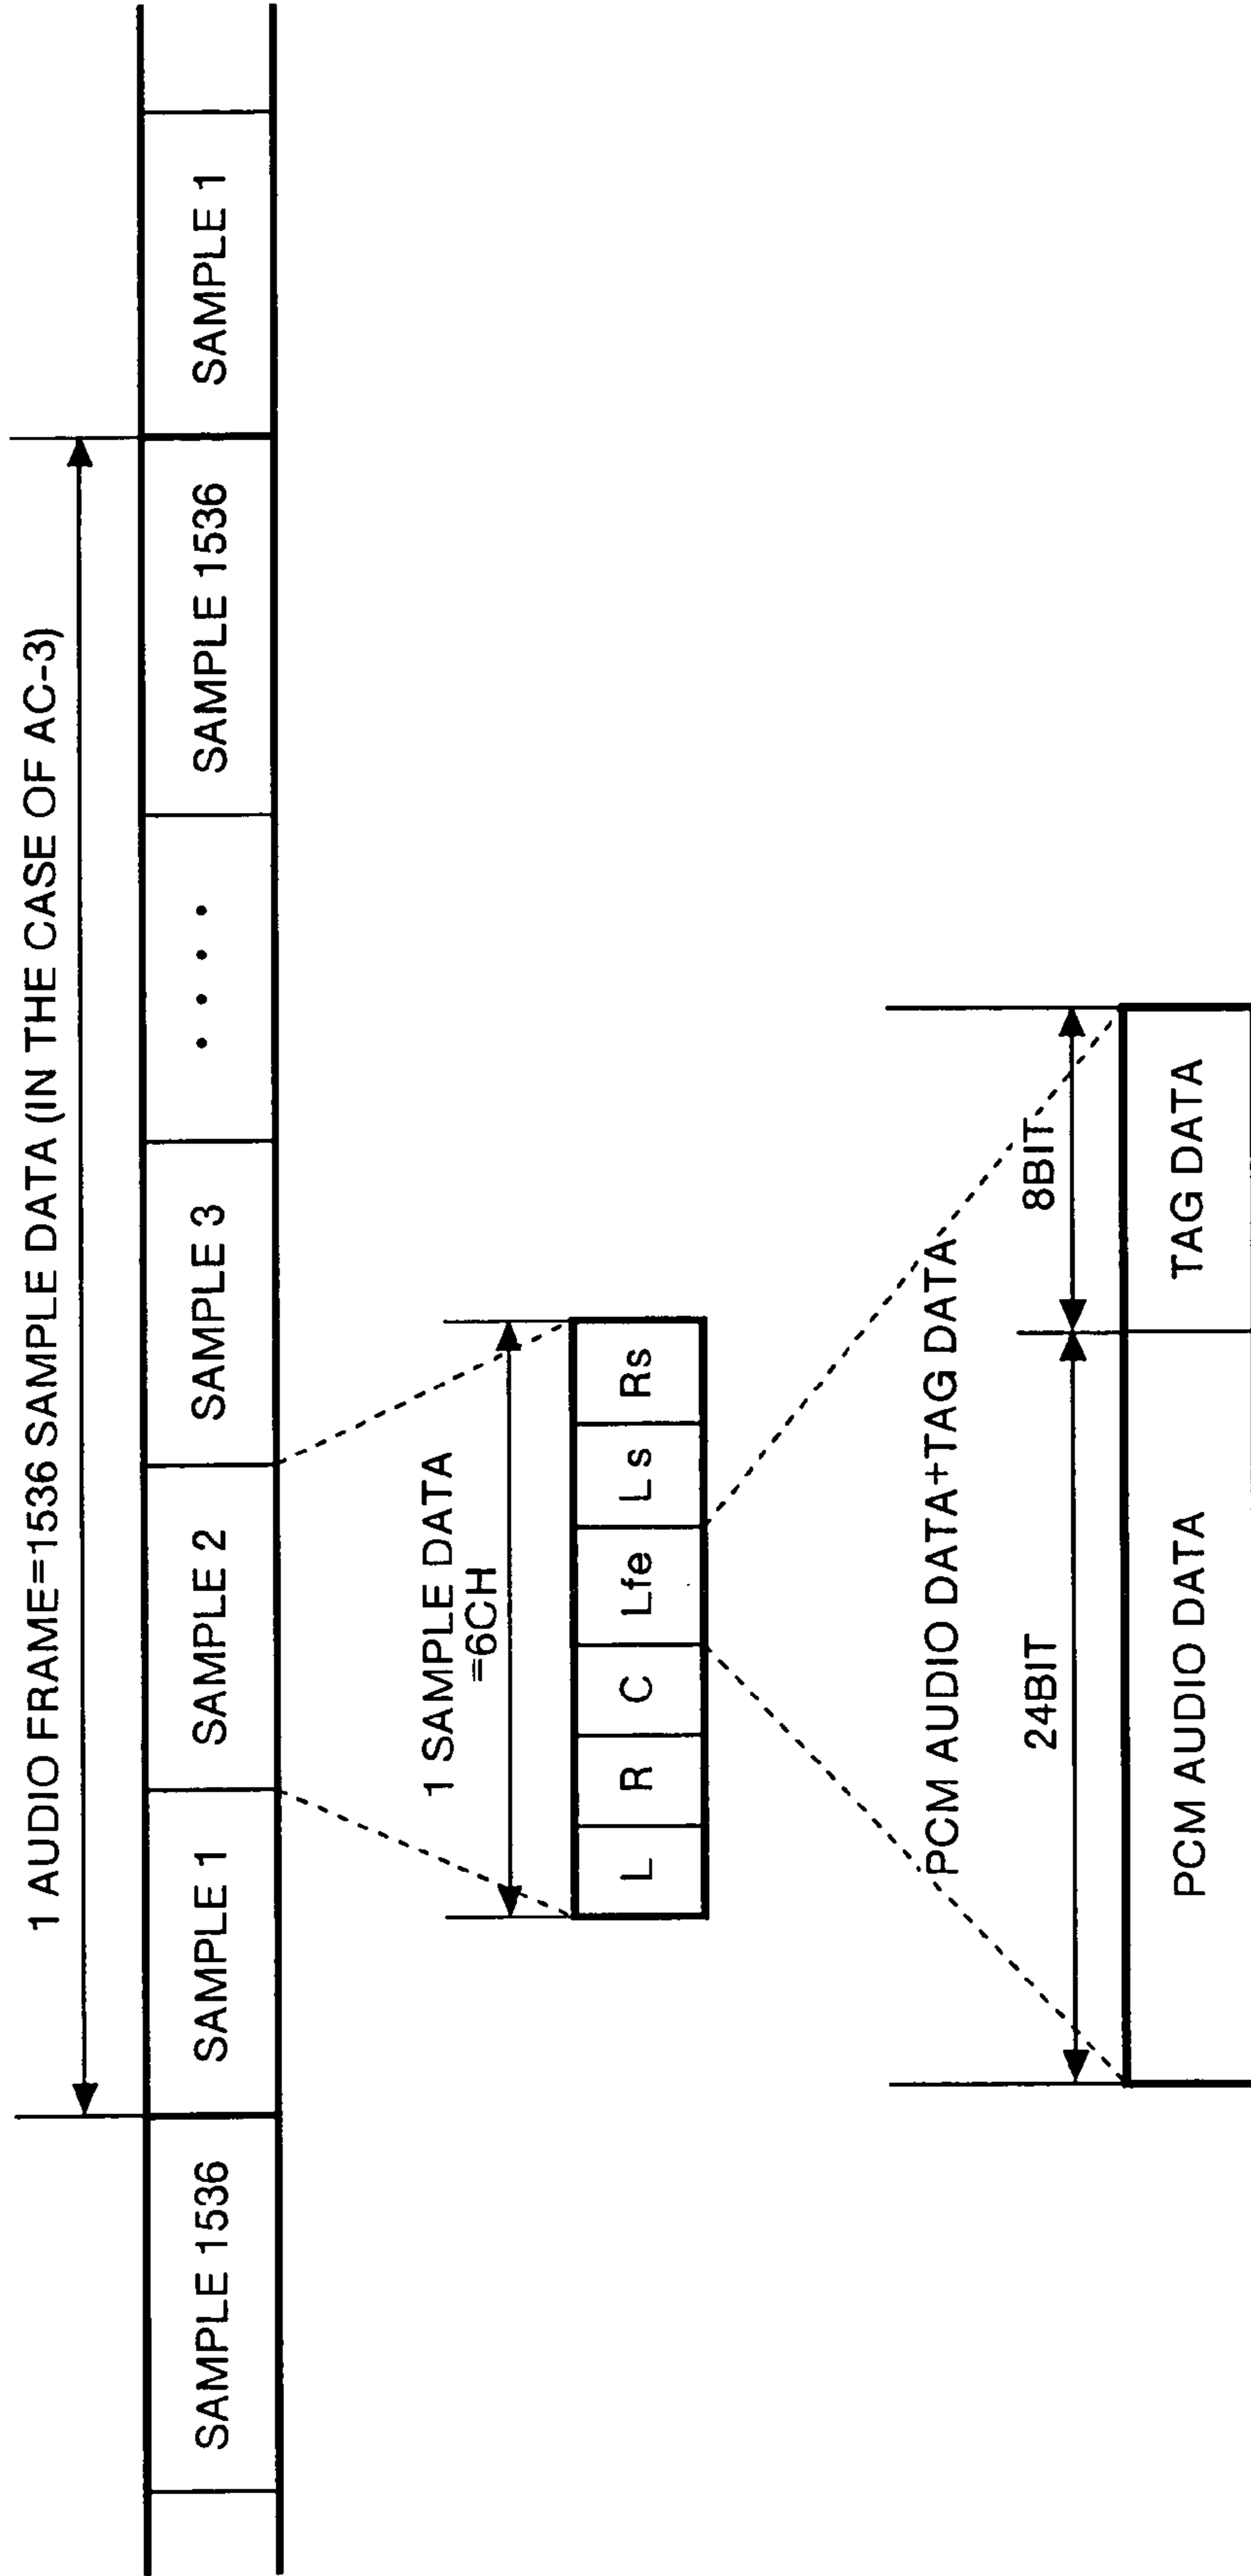 1 AUDIO FRAME=1536 SAMPLE DATA (IN THE CASE OF AC-3)
SAMPLE 1536
SAMPLE 1
SAMPLE 2
SAMPLE 3
• • • •
SAMPLE 1536
SAMPLE 1
1 SAMPLE DATA
=6CH
L
R
C
Lfe
Ls
Rs
PCM AUDIO DATA+TAG DATA
24BIT
8BIT
PCM AUDIO DATA
TAG DATA